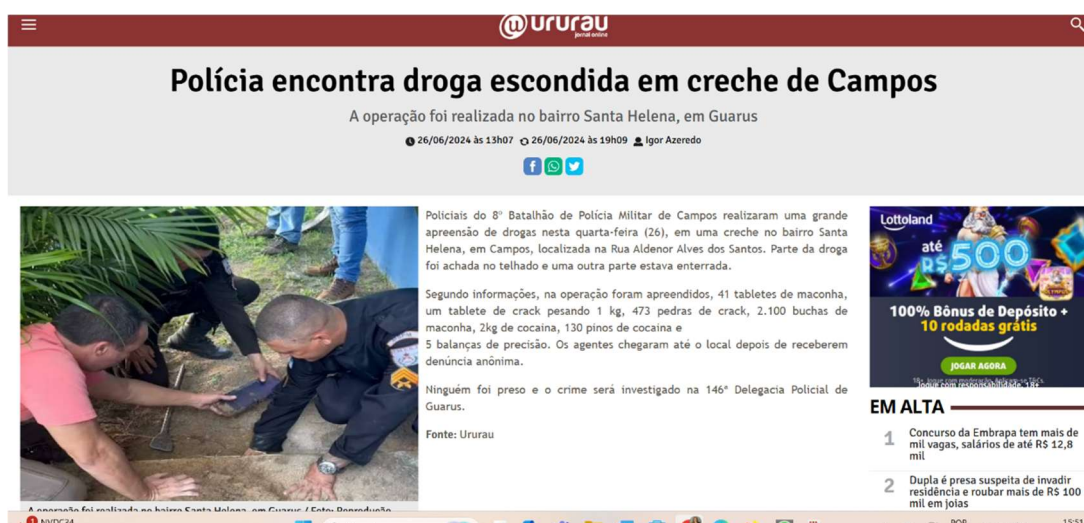 ururau
jornal online
Polícia encontra droga escondida em creche de Campos
A operação foi realizada no bairro Santa Helena, em Guarus
26/06/2024 às 13h07 26/06/2024 às 19h09 Igor Azeredo
Policiais do 8º Batalhão de Polícia Militar de Campos realizaram uma grande
apreensão de drogas nesta quarta-feira (26), em uma creche no bairro Santa
Helena, em Campos, localizada na Rua Aldenor Alves dos Santos. Parte da droga
foi achada no telhado e uma outra parte estava enterrada.
Segundo informações, na operação foram apreendidos, 41 tabletes de maconha,
um tablete de crack pesando 1 kg, 473 pedras de crack, 2.100 buchas de
maconha, 2kg de cocaina, 130 pinos de cocaina e
5 balanças de precisão. Os agentes chegaram até o local depois de receberem
denúncia anônima.
Ninguém foi preso e o crime será investigado na 146ª Delegacia Policial de
Guarus.
Fonte: Ururau
A operação foi realizada no bairro Santa Helena, em Guarus / Foto: Reprodução
Lottoland
até
R$500
100% Bônus de Depósito +
10 rodadas grátis
JOGAR AGORA
Jogue com responsabilidade. 18+
EM ALTA
1 Concurso da Embrapa tem mais de
mil vagas, salários de até R$ 12,8
mil
2 Dupla é presa suspeita de invadir
residência e roubar mais de R$ 100
mil em joias
1
POR
15:51